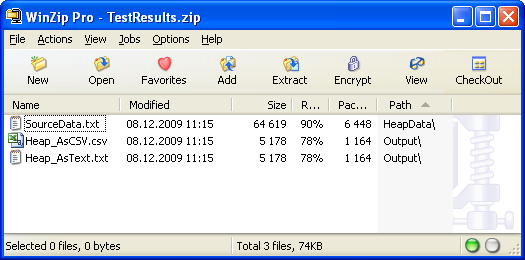 WinZip Pro - TestResults.zip
File Actions View Jobs Options Help
New Open Favorites Add Extract Encrypt View CheckOut
Name Modified Size R... Pac... Path
SourceData.txt 08.12.2009 11:15 64 619 90% 6 448 HeapData\
Heap_AsCSV.csv 08.12.2009 11:15 5 178 78% 1 164 Output\
Heap_AsText.txt 08.12.2009 11:15 5 178 78% 1 164 Output\
Selected 0 files, 0 bytes Total 3 files, 74KB